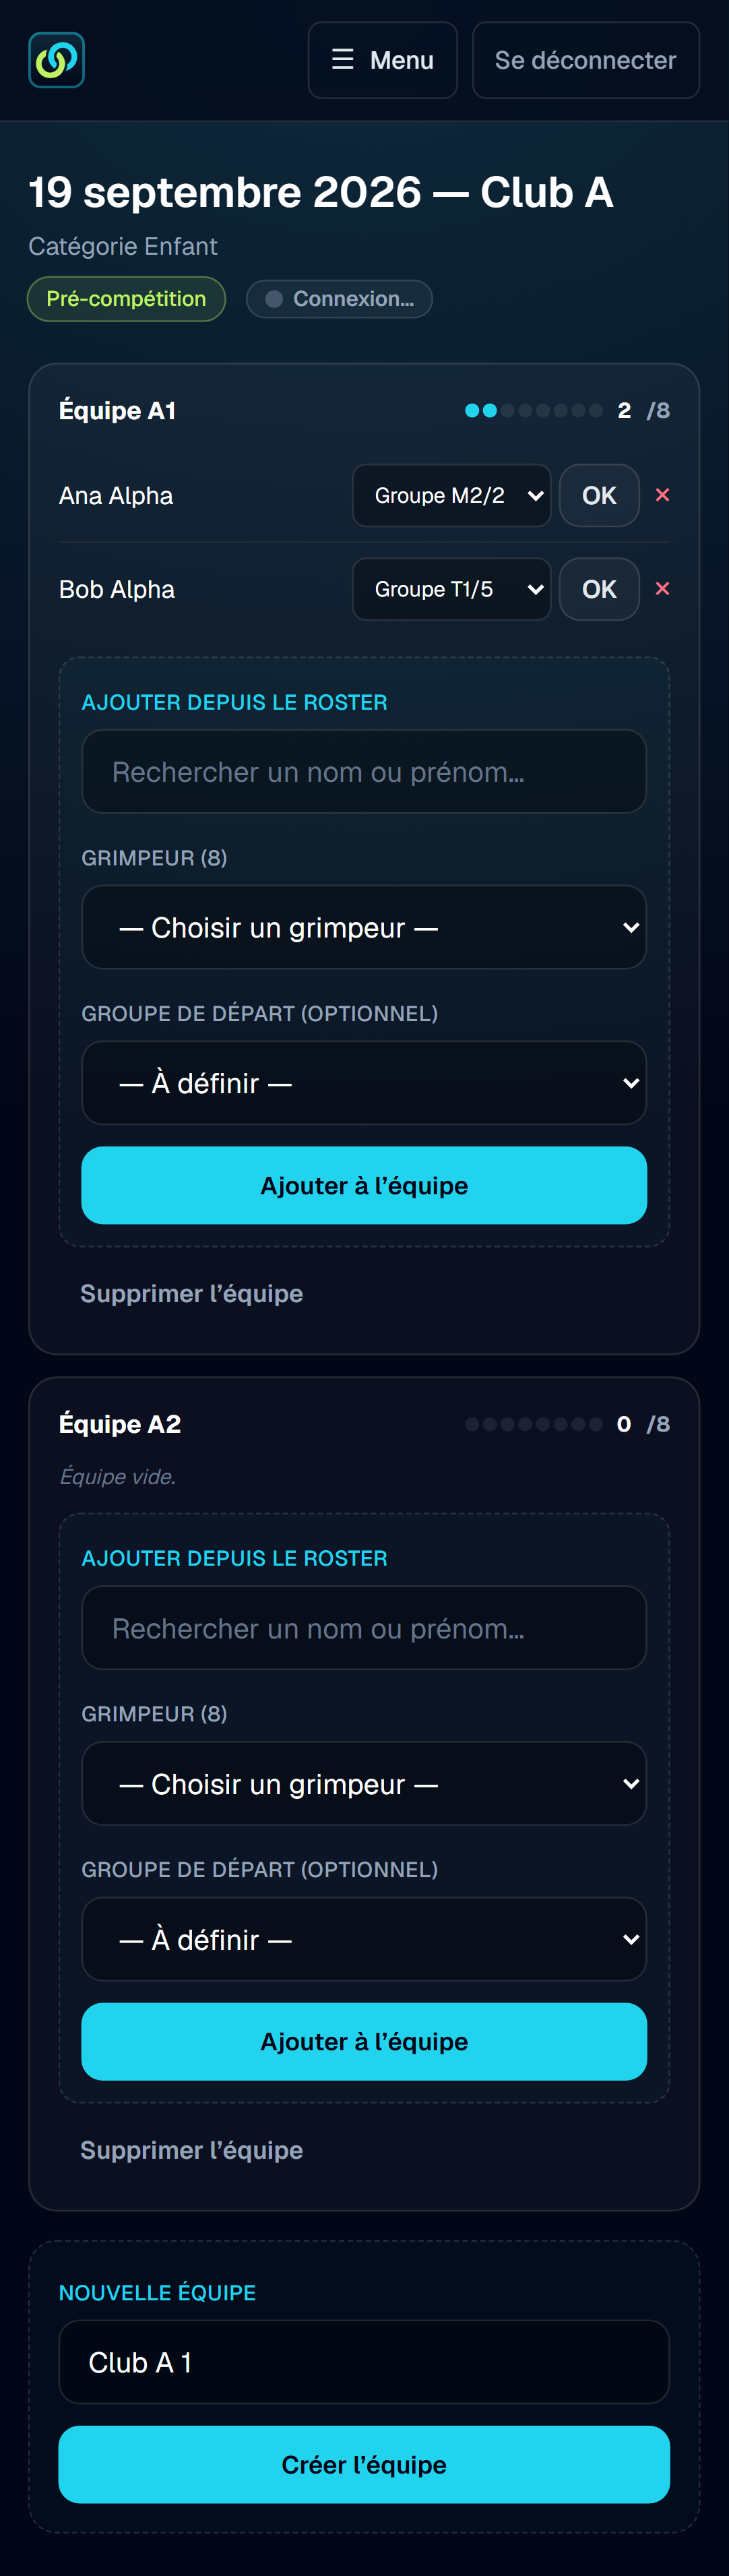 ☰ Menu
Se déconnecter
19 septembre 2026 — Club A
Catégorie Enfant
Pré-compétition
Connexion…
Équipe A1
2 /8
Ana Alpha
Groupe M2/2
OK
×
Bob Alpha
Groupe T1/5
OK
×
AJOUTER DEPUIS LE ROSTER
Rechercher un nom ou prénom…
GRIMPEUR (8)
— Choisir un grimpeur —
GROUPE DE DÉPART (OPTIONNEL)
— À définir —
Ajouter à l’équipe
Supprimer l’équipe
Équipe A2
0 /8
Équipe vide.
AJOUTER DEPUIS LE ROSTER
Rechercher un nom ou prénom…
GRIMPEUR (8)
— Choisir un grimpeur —
GROUPE DE DÉPART (OPTIONNEL)
— À définir —
Ajouter à l’équipe
Supprimer l’équipe
NOUVELLE ÉQUIPE
Club A 1
Créer l’équipe